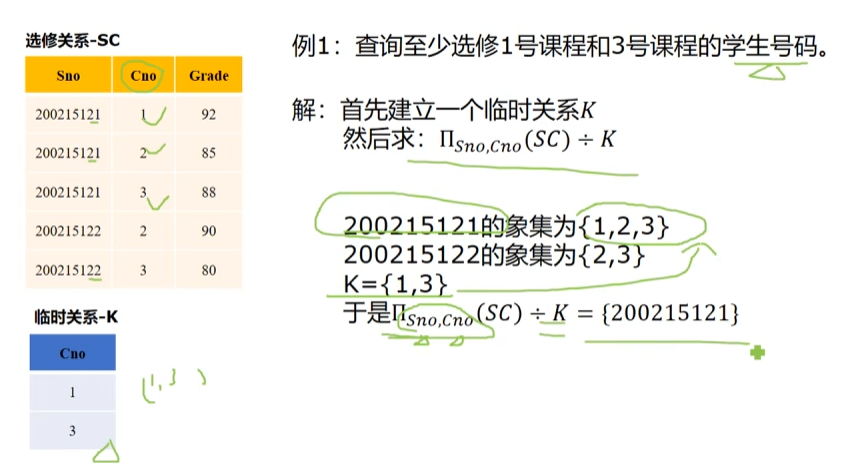 选修关系-SC
Sno Cno Grade
200215121 1 92
200215121 2 85
200215121 3 88
200215122 2 90
200215122 3 80
临时关系-K
Cno
1
3
(1,3)
例1：查询至少选修1号课程和3号课程的学生号码。
解：首先建立一个临时关系K
然后求：Π_{Sno,Cno}(SC) ÷ K
200215121的象集为{1,2,3}
200215122的象集为{2,3}
K={1,3}
于是Π_{Sno,Cno}(SC) ÷ K = {200215121}